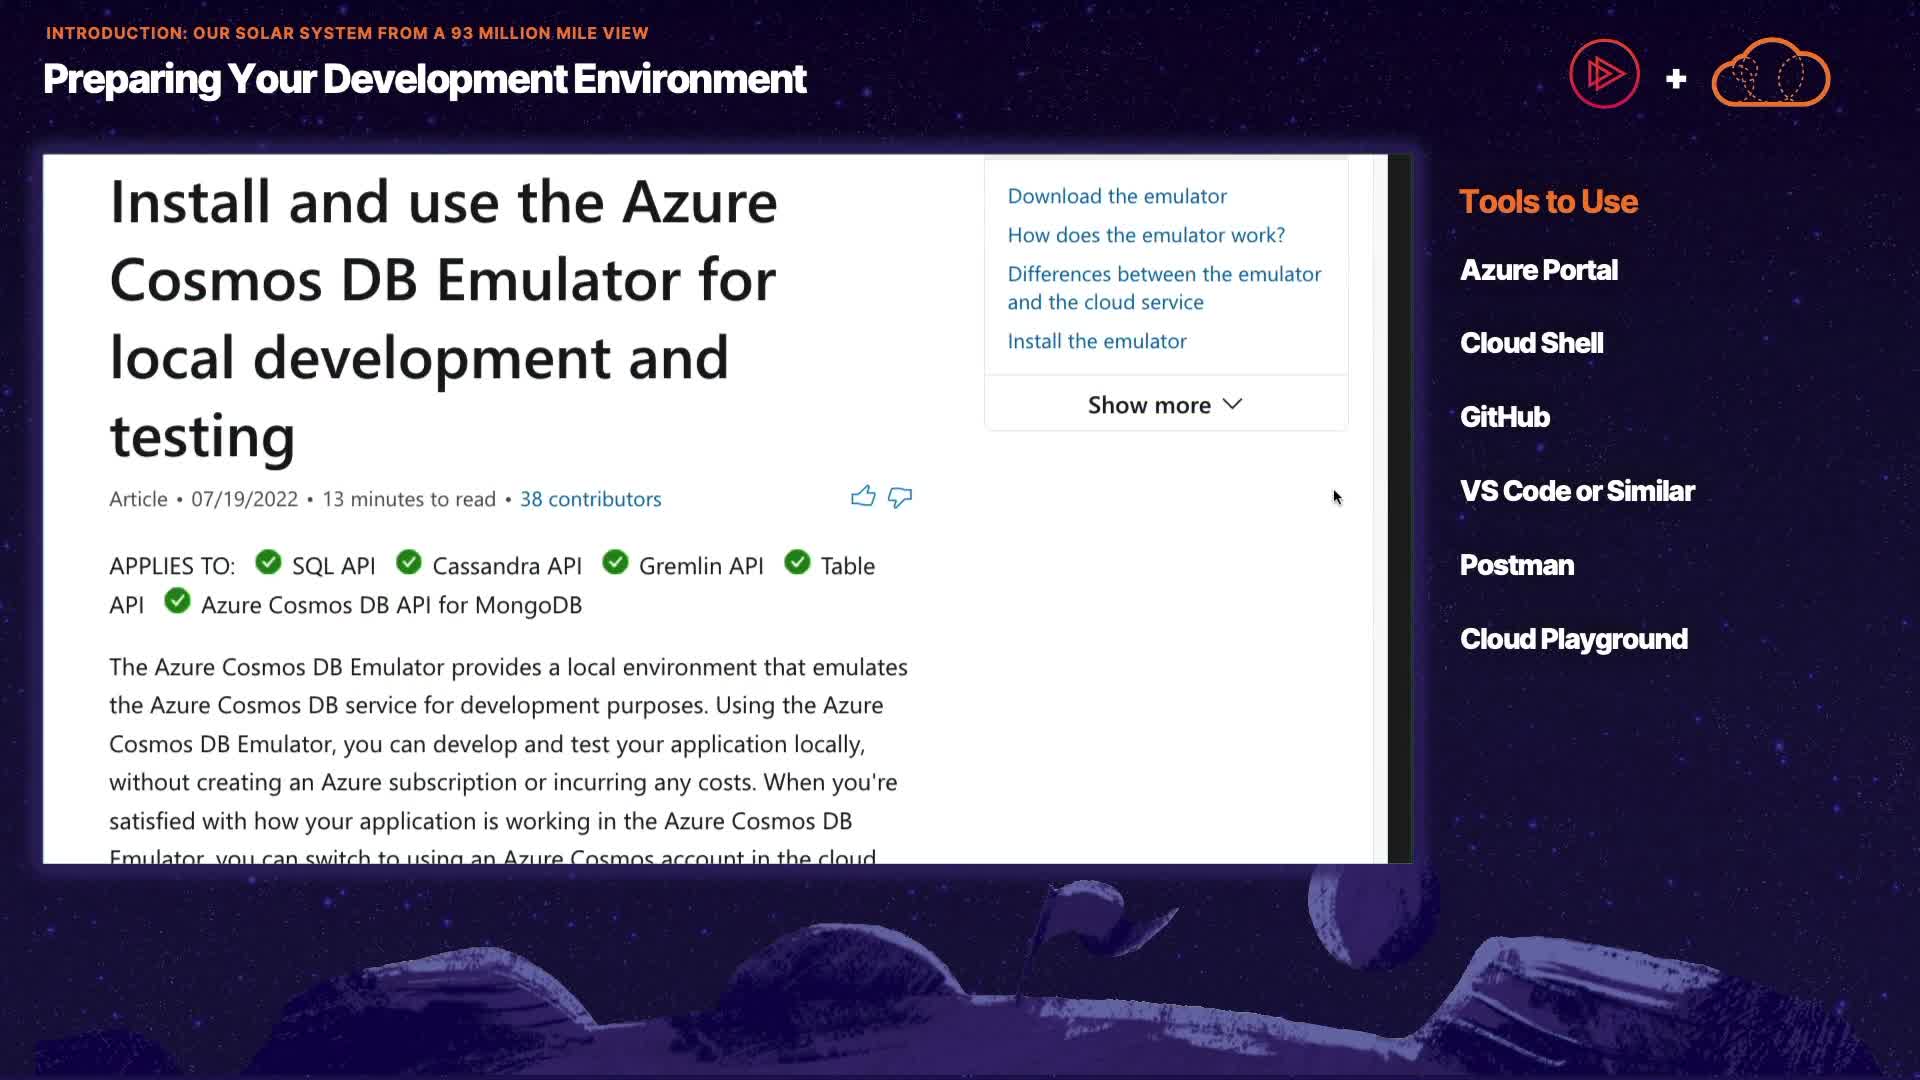 INTRODUCTION: OUR SOLAR SYSTEM FROM A 93 MILLION MILE VIEW
Preparing Your Development Environment
+
Install and use the Azure
Cosmos DB Emulator for
local development and
testing
Article • 07/19/2022 • 13 minutes to read • 38 contributors
APPLIES TO: SQL API Cassandra API Gremlin API Table
API Azure Cosmos DB API for MongoDB
The Azure Cosmos DB Emulator provides a local environment that emulates
the Azure Cosmos DB service for development purposes. Using the Azure
Cosmos DB Emulator, you can develop and test your application locally,
without creating an Azure subscription or incurring any costs. When you're
satisfied with how your application is working in the Azure Cosmos DB
Emulator, you can switch to using an Azure Cosmos account in the cloud.
Download the emulator
How does the emulator work?
Differences between the emulator
and the cloud service
Install the emulator
Show more
Tools to Use
Azure Portal
Cloud Shell
GitHub
VS Code or Similar
Postman
Cloud Playground